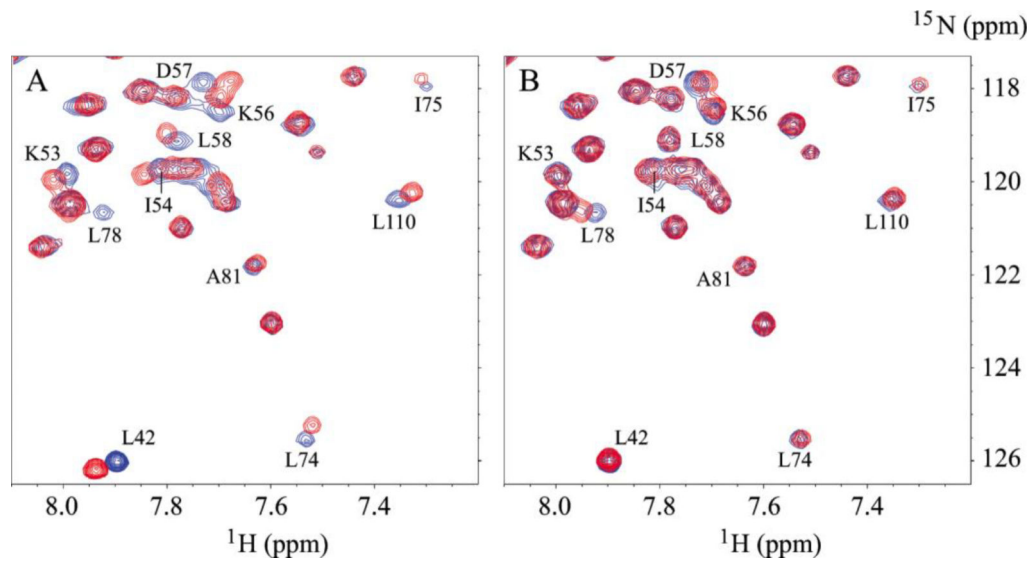 ¹⁵N (ppm)
A
D57
K56
I75
L58
K53
I54
L78
L110
A81
L42
L74
8.0 7.8 7.6 7.4
¹H (ppm)
B
D57
K56
I75
L58
K53
I54
L78
L110
A81
L42
L74
118
120
122
124
126
8.0 7.8 7.6 7.4
¹H (ppm)